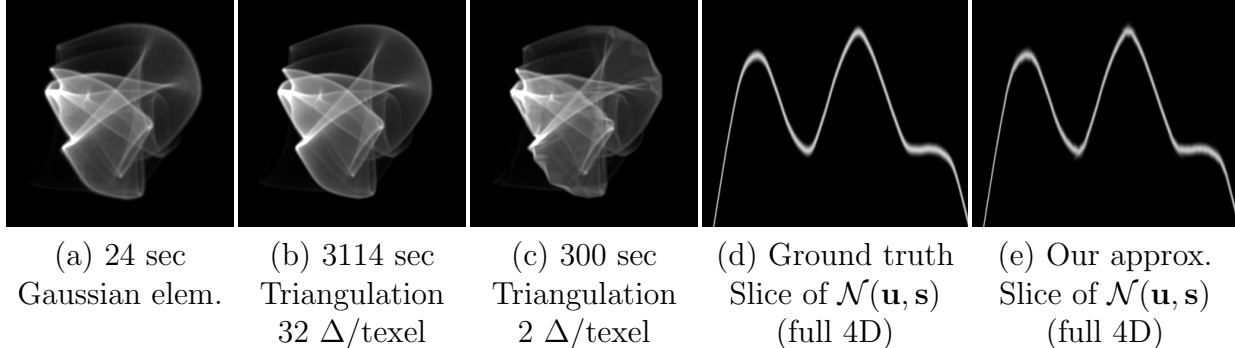 (a) 24 sec
Gaussian elem.
(b) 3114 sec
Triangulation
32 Δ/texel
(c) 300 sec
Triangulation
2 Δ/texel
(d) Ground truth
Slice of 𝒩(𝐮, 𝐬)
(full 4D)
(e) Our approx.
Slice of 𝒩(𝐮, 𝐬)
(full 4D)